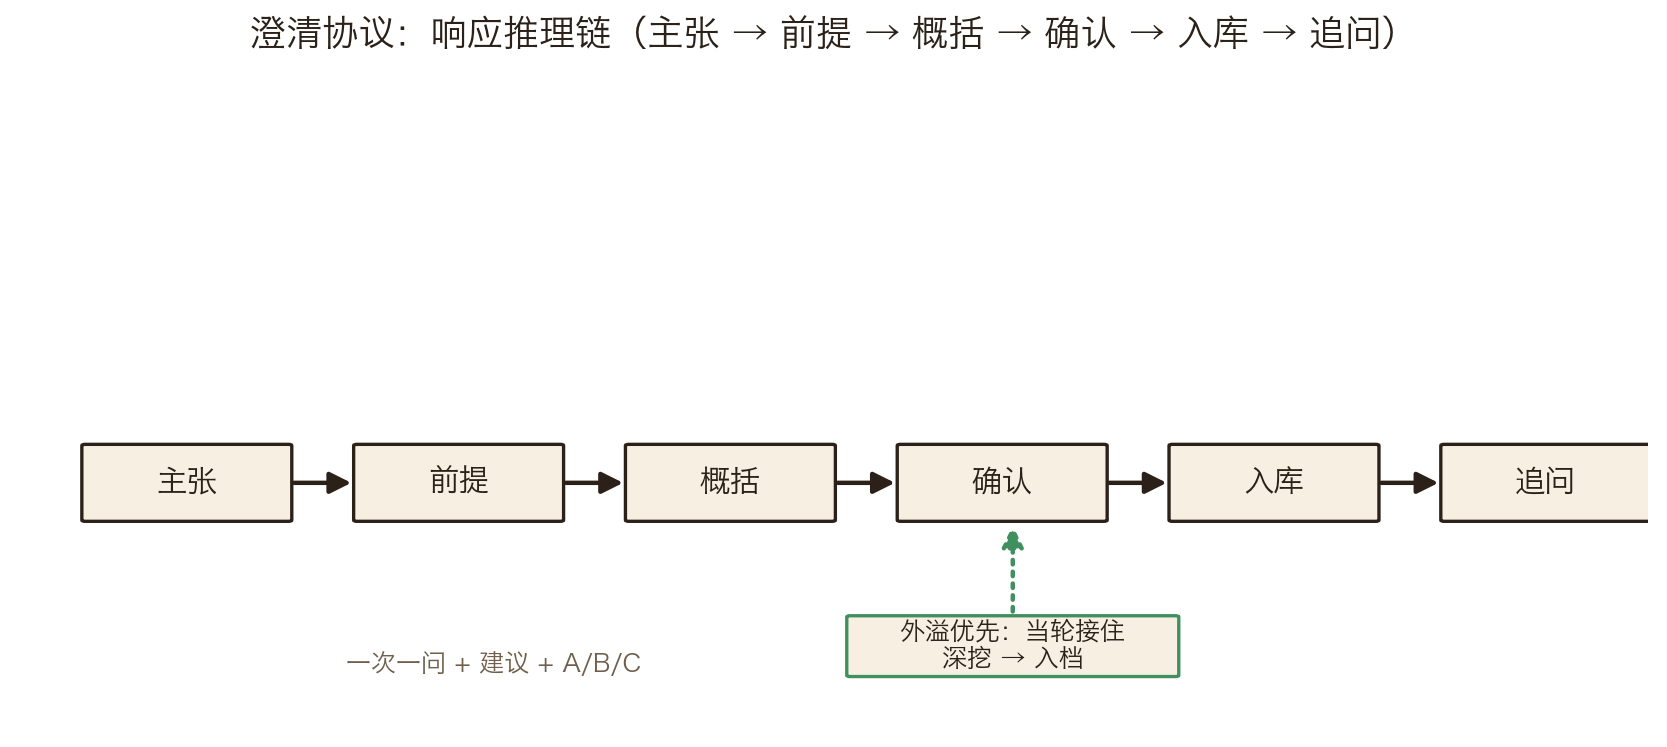 澄清协议：响应推理链（主张 → 前提 → 概括 → 确认 → 入库 → 追问）
主张
前提
概括
确认
入库
追问
外溢优先：当轮接住
深挖 → 入档
一次一问 + 建议 + A/B/C